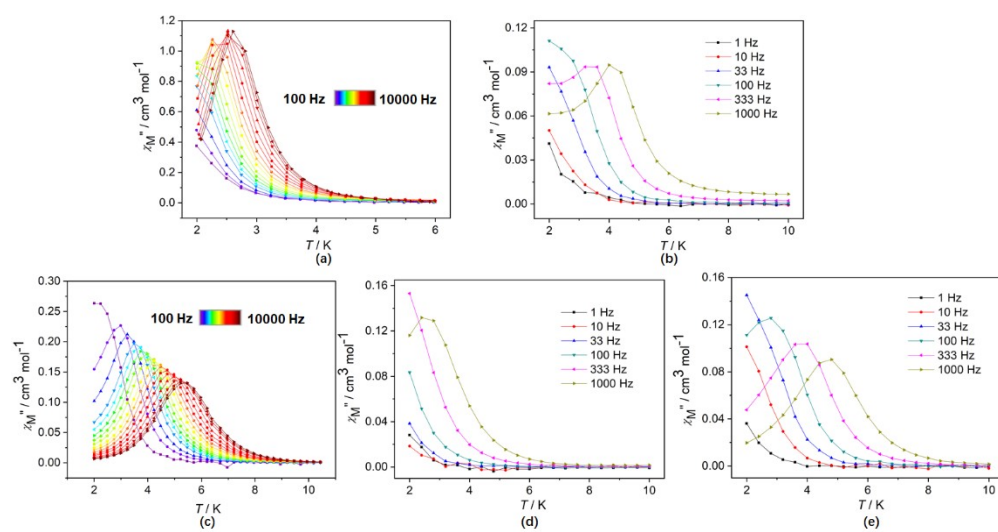 1.2
1.0
0.8
0.6
0.4
0.2
0.0
χM" / cm3 mol-1
100 Hz 10000 Hz
2 3 4 5 6
T / K
(a)
0.12
0.09
0.06
0.03
0.00
χM" / cm3 mol-1
1 Hz
10 Hz
33 Hz
100 Hz
333 Hz
1000 Hz
2 4 6 8 10
T / K
(b)
0.30
0.25
0.20
0.15
0.10
0.05
0.00
χM" / cm3 mol-1
100 Hz 10000 Hz
2 4 6 8 10
T / K
(c)
0.16
0.12
0.08
0.04
0.00
χM" / cm3 mol-1
1 Hz
10 Hz
33 Hz
100 Hz
333 Hz
1000 Hz
2 4 6 8 10
T / K
(d)
0.16
0.12
0.08
0.04
0.00
χM" / cm3 mol-1
1 Hz
10 Hz
33 Hz
100 Hz
333 Hz
1000 Hz
2 4 6 8 10
T / K
(e)